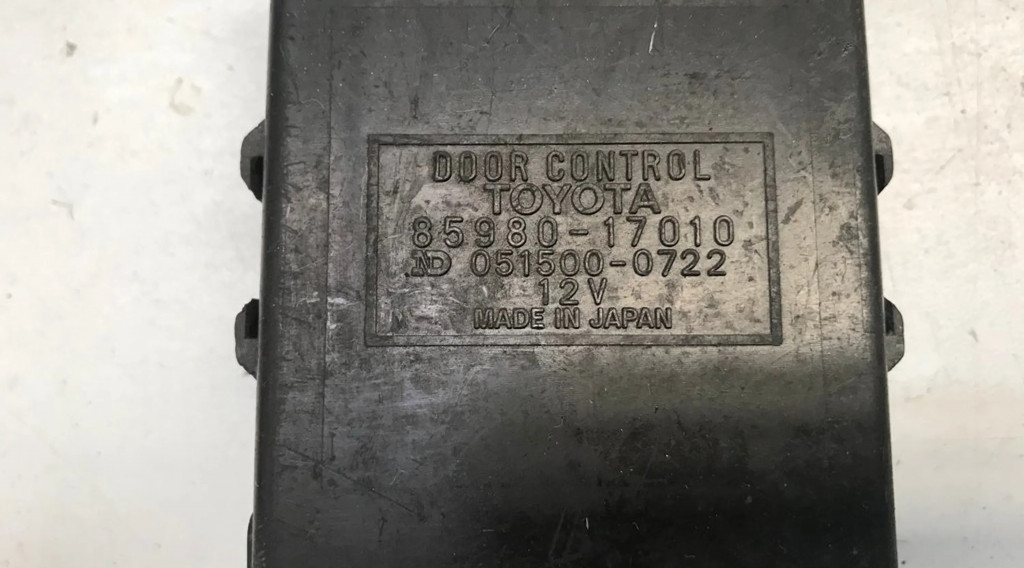 DOOR CONTROL
TOYOTA
85980-17010
ND 051500-0722
12V
MADE IN JAPAN